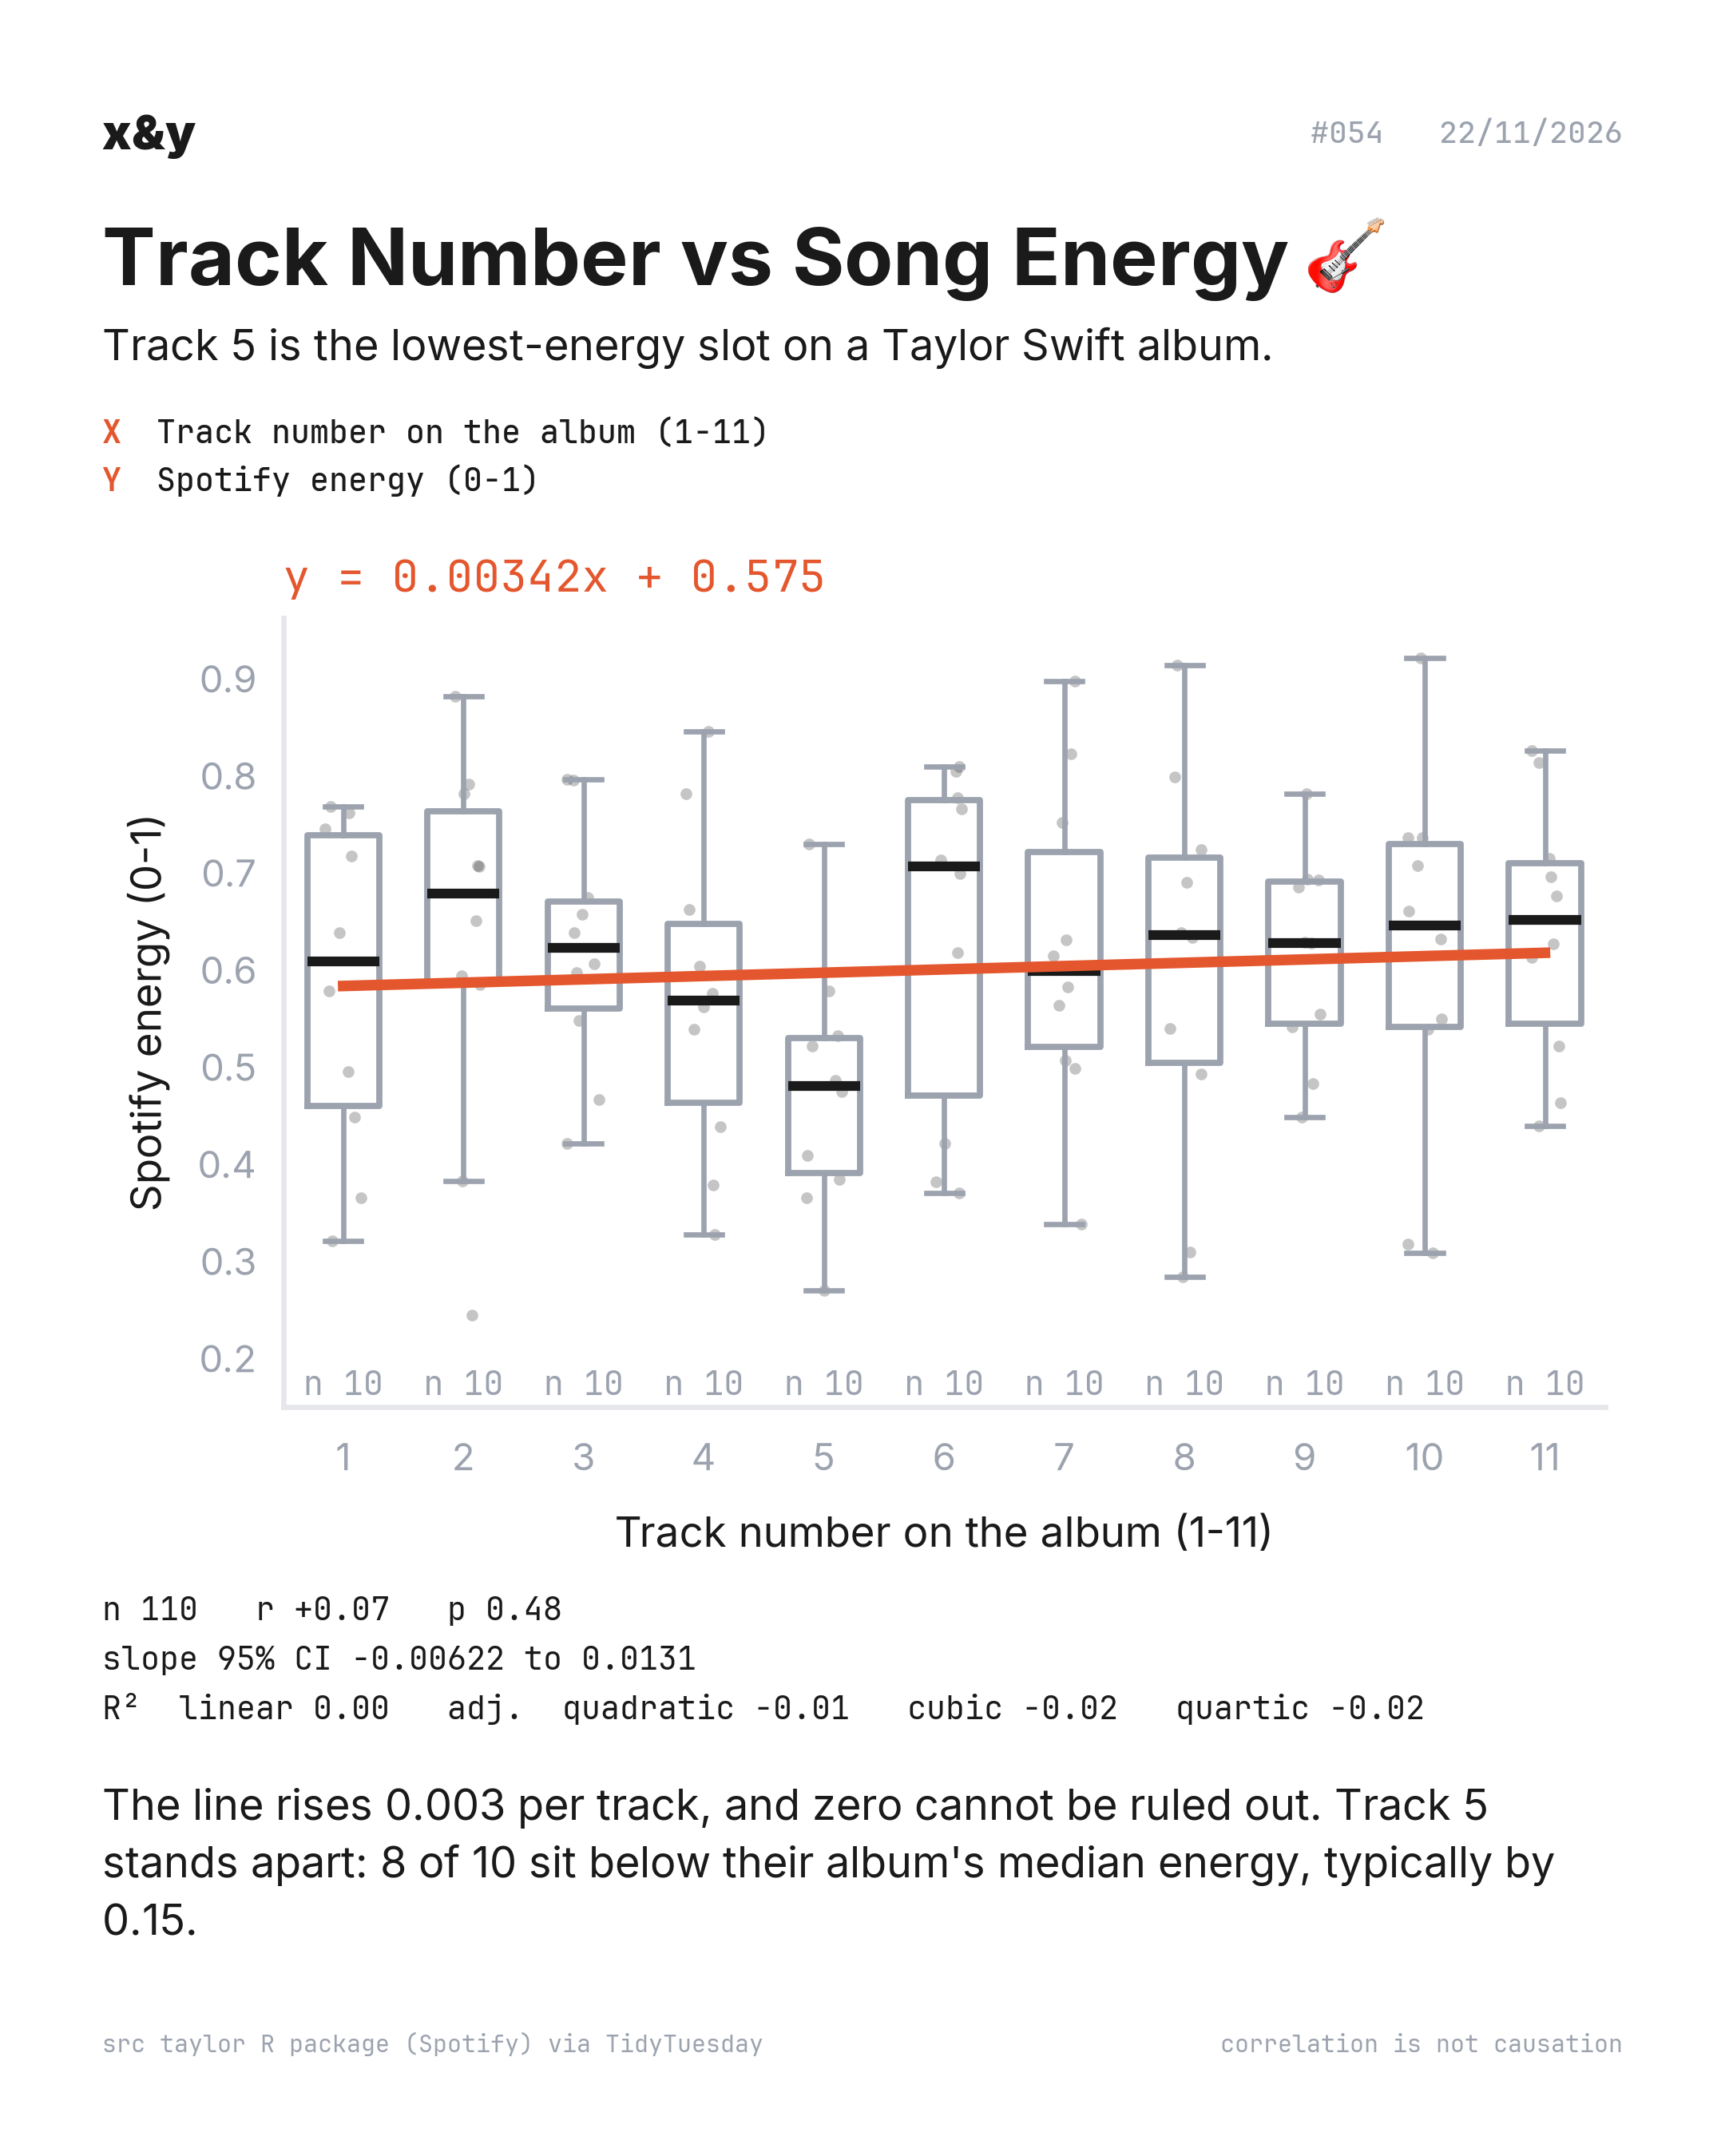 x&y
#054 22/11/2026
Track Number vs Song Energy
Track 5 is the lowest-energy slot on a Taylor Swift album.
X Track number on the album (1-11)
Y Spotify energy (0-1)
y = 0.00342x + 0.575
Spotify energy (0-1)
0.9
0.8
0.7
0.6
0.5
0.4
0.3
0.2
n 10 n 10 n 10 n 10 n 10 n 10 n 10 n 10 n 10 n 10 n 10
1 2 3 4 5 6 7 8 9 10 11
Track number on the album (1-11)
n 110 r +0.07 p 0.48
slope 95% CI -0.00622 to 0.0131
R² linear 0.00 adj. quadratic -0.01 cubic -0.02 quartic -0.02
The line rises 0.003 per track, and zero cannot be ruled out. Track 5
stands apart: 8 of 10 sit below their album's median energy, typically by
0.15.
src taylor R package (Spotify) via TidyTuesday
correlation is not causation